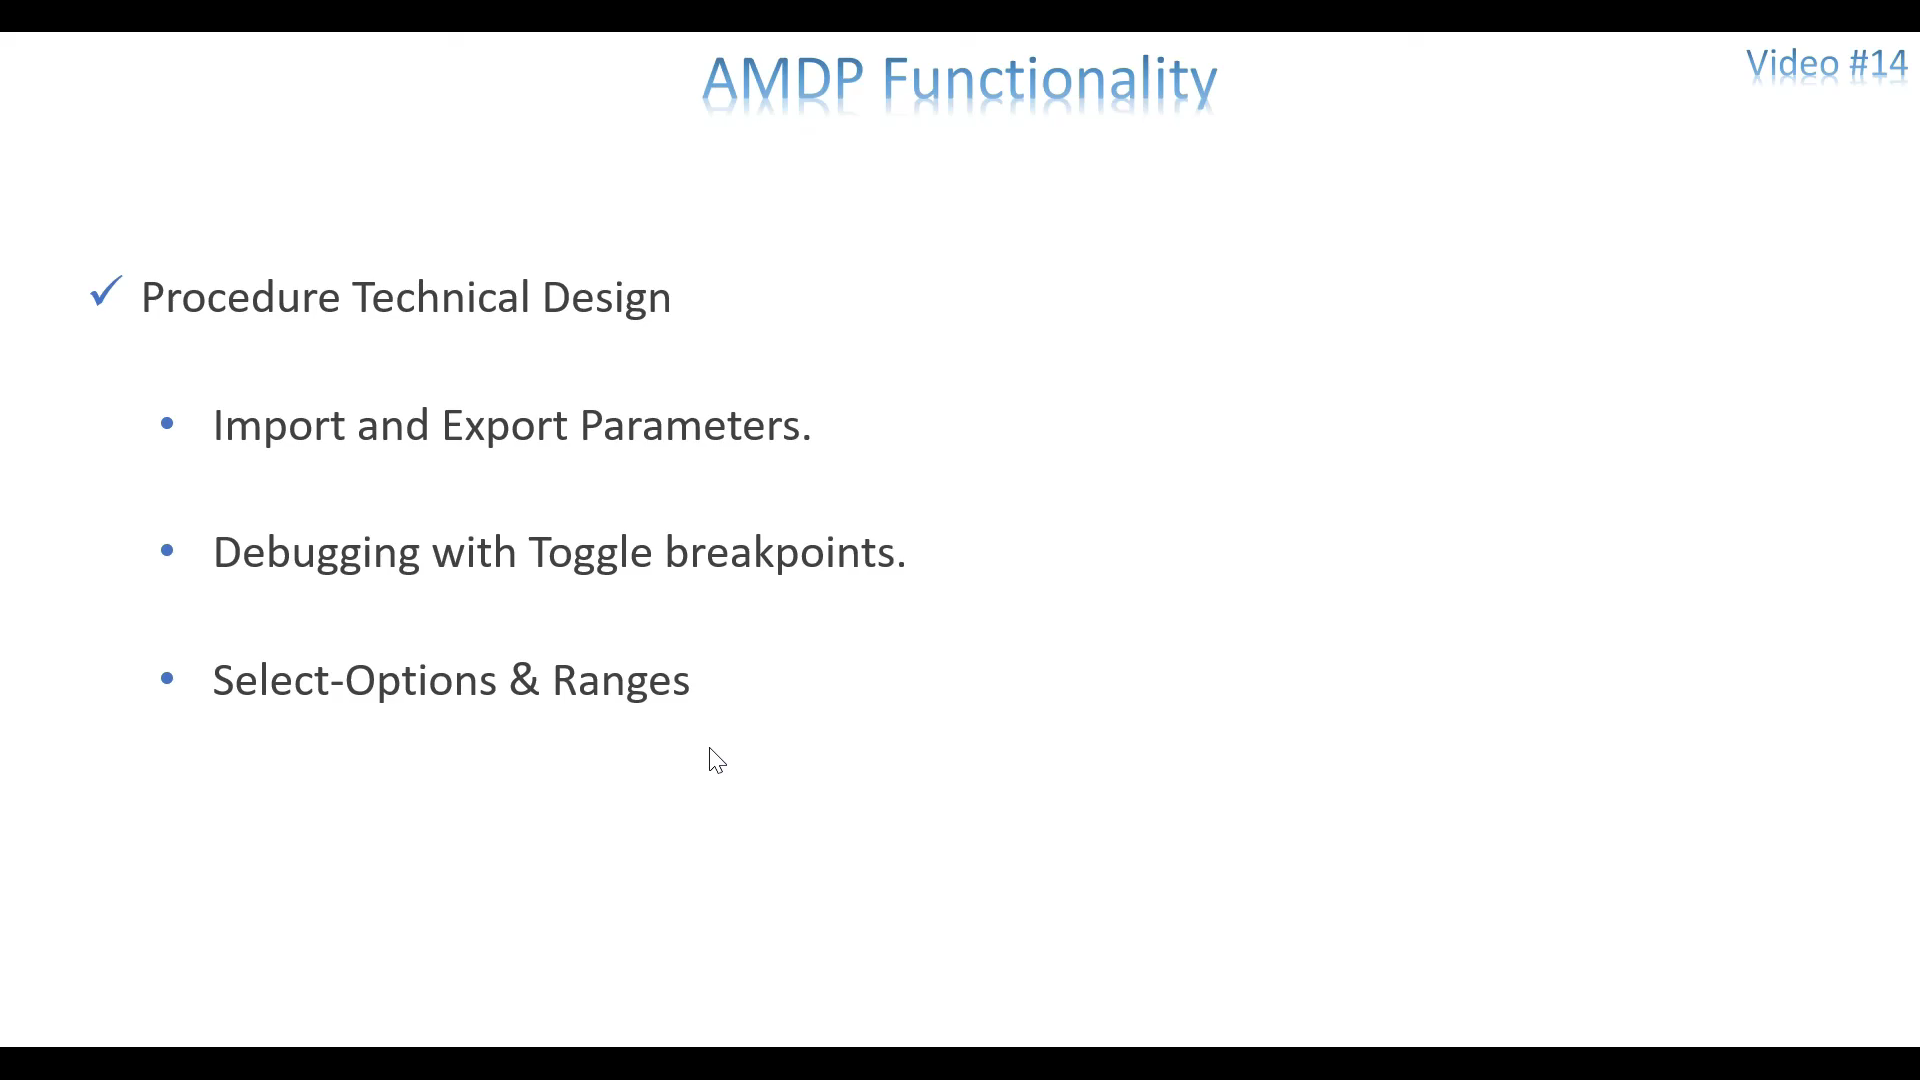 AMDP Functionality
Video #14
Procedure Technical Design
Import and Export Parameters.
Debugging with Toggle breakpoints.
Select-Options & Ranges